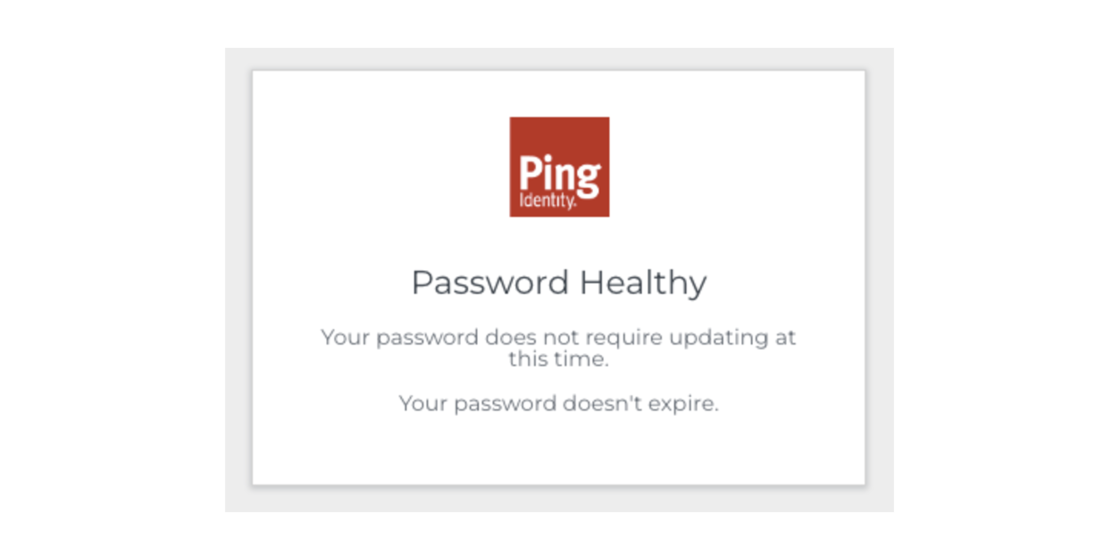 Ping
Identity.
Password Healthy
Your password does not require updating at
this time.
Your password doesn't expire.